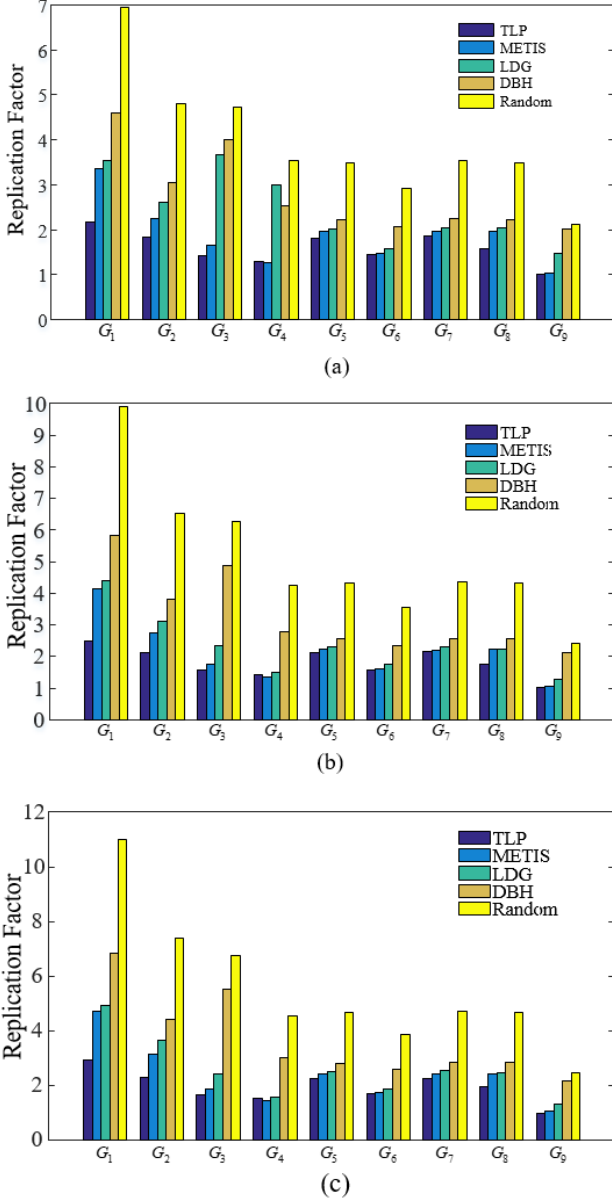 7
6
5
4
3
2
1
0
Replication Factor
TLP
METIS
LDG
DBH
Random
G1 G2 G3 G4 G5 G6 G7 G8 G9
(a)
10
9
8
7
6
5
4
3
2
1
0
Replication Factor
TLP
METIS
LDG
DBH
Random
G1 G2 G3 G4 G5 G6 G7 G8 G9
(b)
12
10
8
6
4
2
0
Replication Factor
TLP
METIS
LDG
DBH
Random
G1 G2 G3 G4 G5 G6 G7 G8 G9
(c)